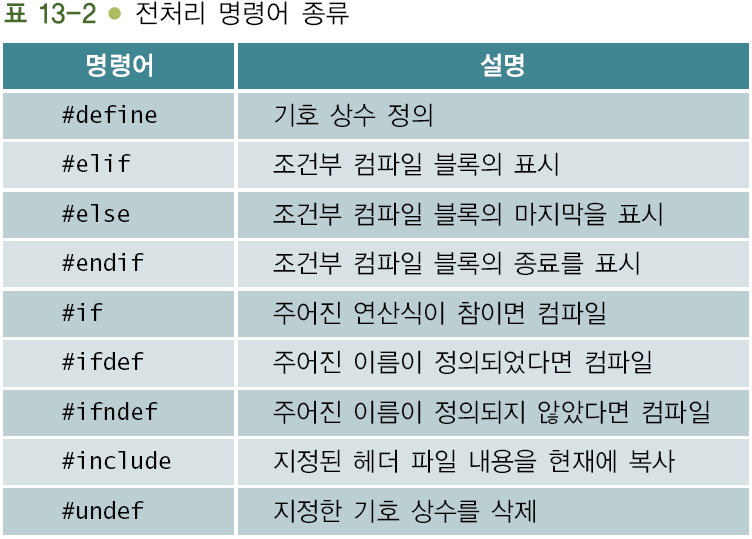 표 13-2 ● 전처리 명령어 종류
명령어 설명
#define 기호 상수 정의
#elif 조건부 컴파일 블록의 표시
#else 조건부 컴파일 블록의 마지막을 표시
#endif 조건부 컴파일 블록의 종료를 표시
#if 주어진 연산식이 참이면 컴파일
#ifdef 주어진 이름이 정의되었다면 컴파일
#ifndef 주어진 이름이 정의되지 않았다면 컴파일
#include 지정된 헤더 파일 내용을 현재에 복사
#undef 지정한 기호 상수를 삭제